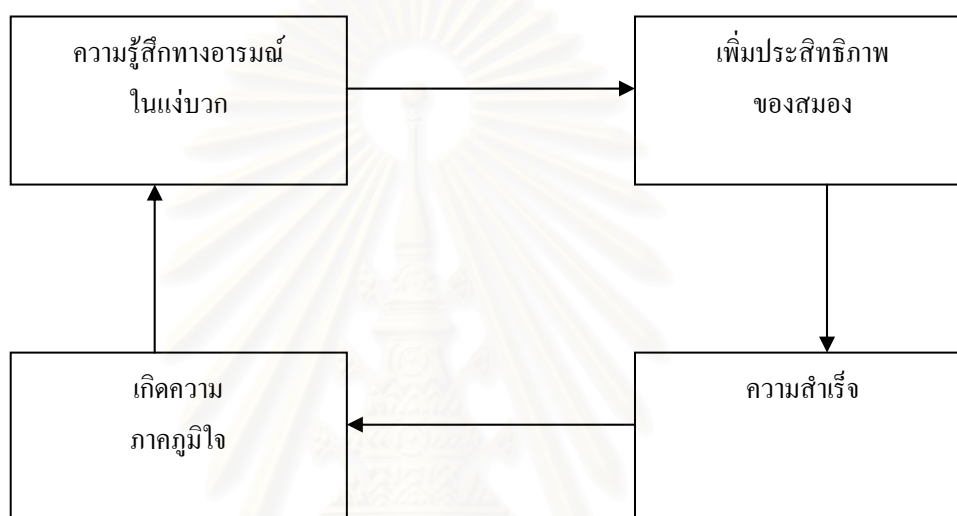 ความรู้สึกทางอารมณ์
ในแง่บวก
เพิ่มประสิทธิภาพ
ของสมอง
เกิดความ
ภาคภูมิใจ
ความสำเร็จ